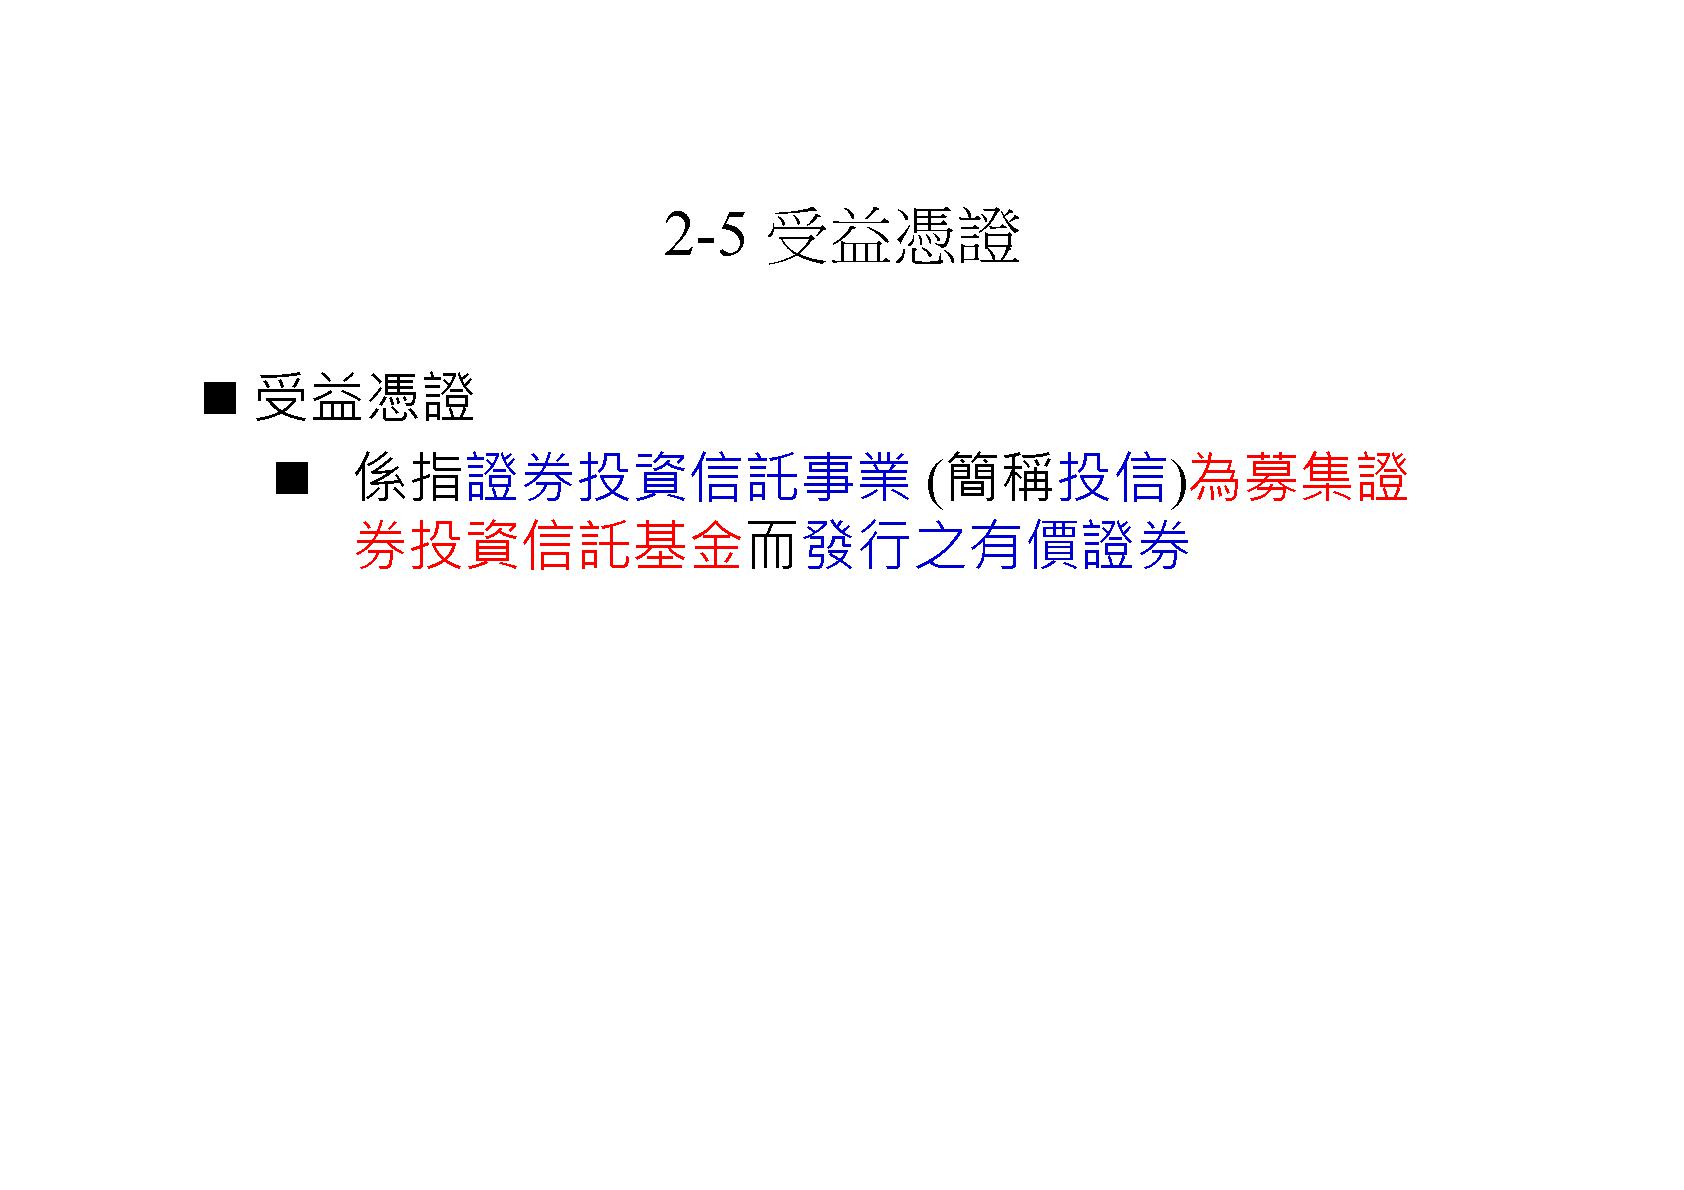 2-5 受益憑證
■ 受益憑證
■ 係指證券投資信託事業 (簡稱投信)為募集證
券投資信託基金而發行之有價證券